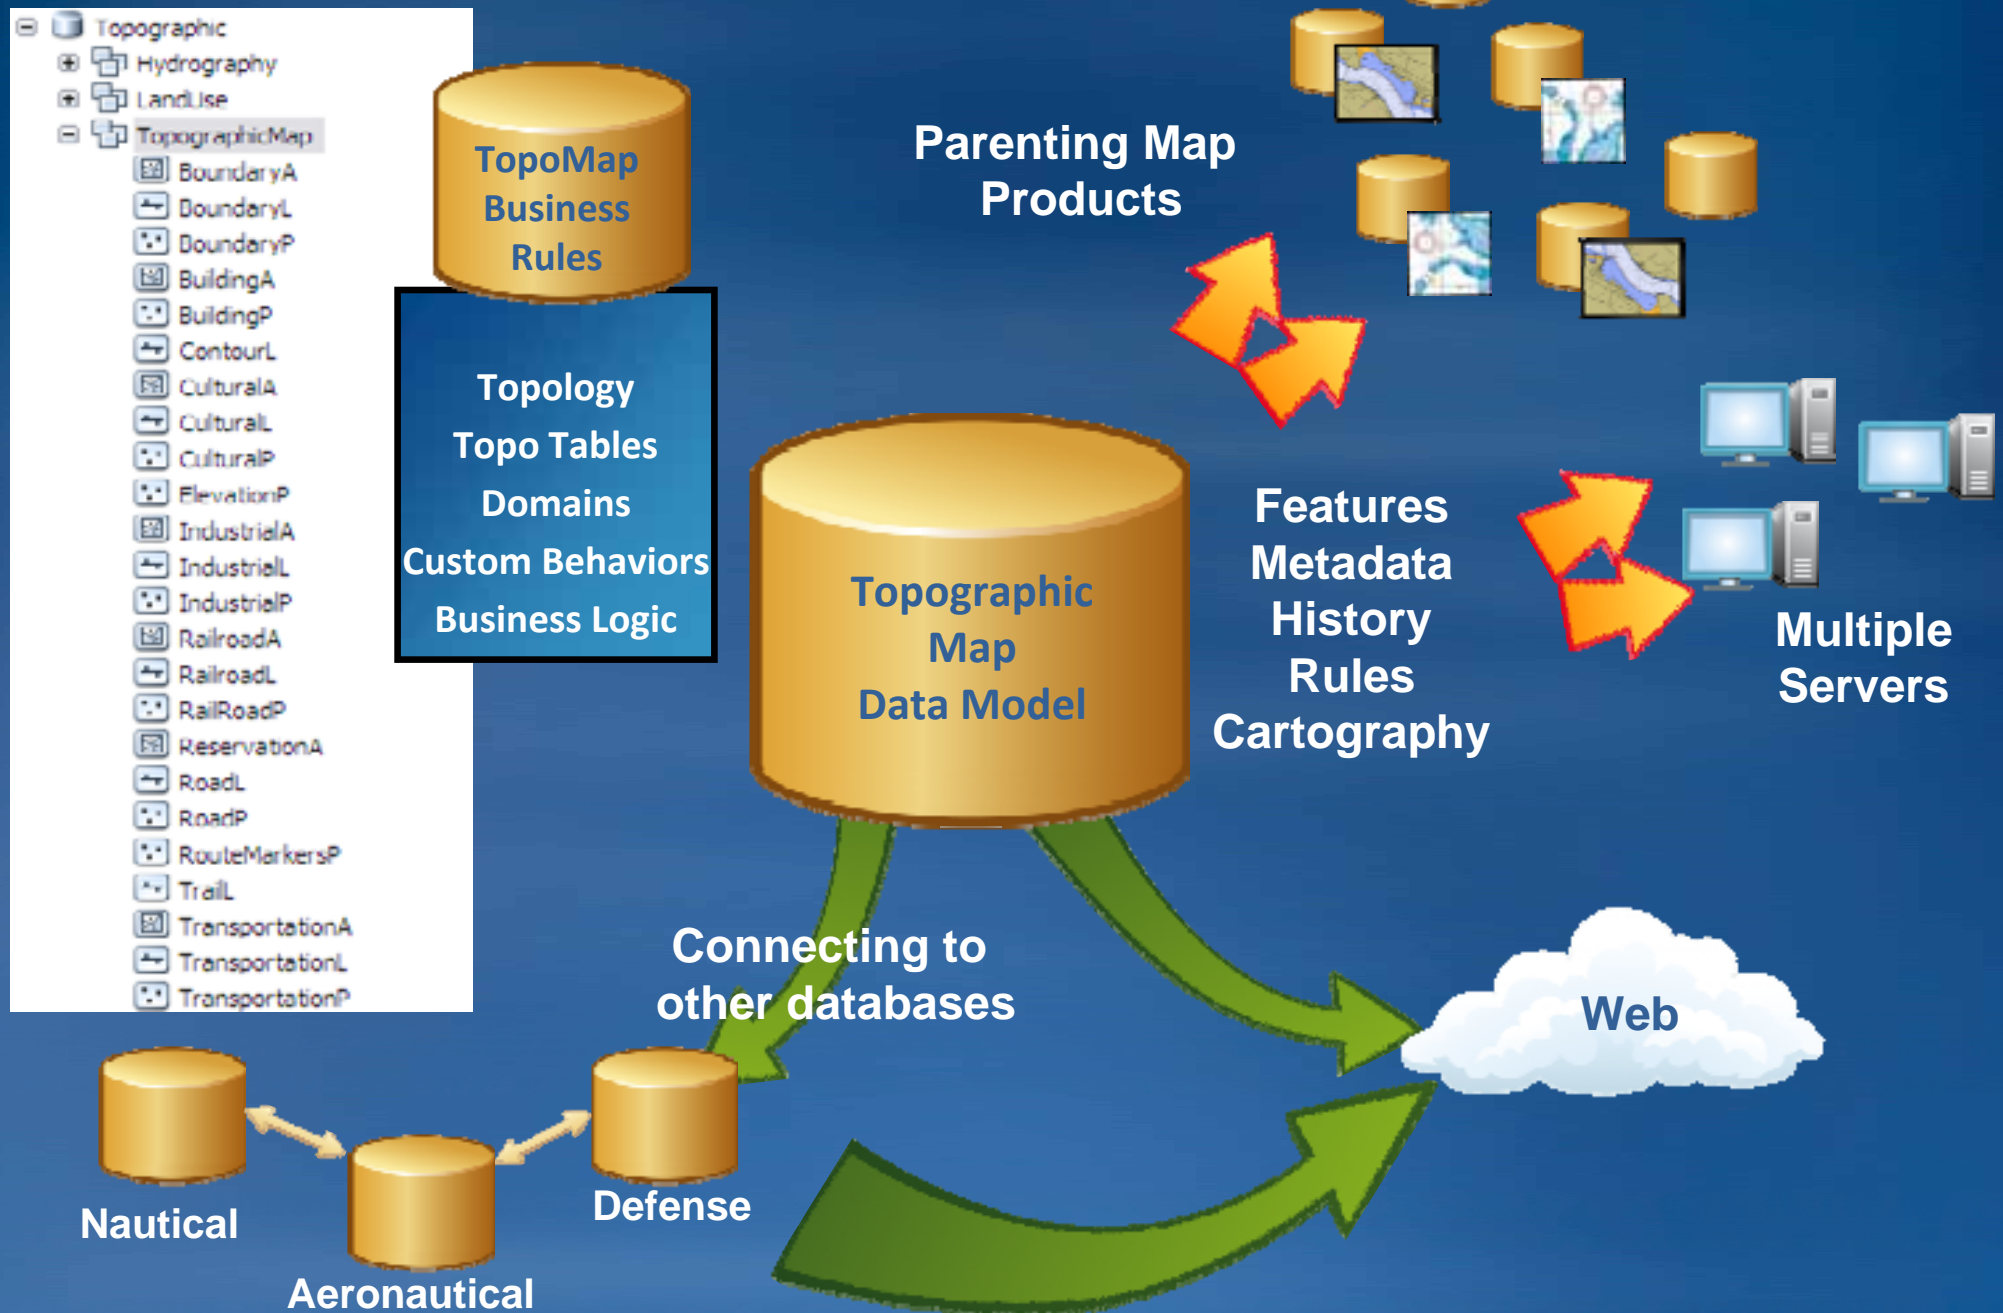 Topographic
Hydrography
LandUse
TopographicMap
BoundaryA
BoundaryL
BoundaryP
BuildingA
BuildingP
ContourL
CulturalA
CulturalL
CulturalP
ElevationP
IndustrialA
IndustrialL
IndustrialP
RailroadA
RailroadL
RailRoadP
ReservationA
RoadL
RoadP
RouteMarkersP
TrailL
TransportationA
TransportationL
TransportationP
TopoMap
Business
Rules
Topology
Topo Tables
Domains
Custom Behaviors
Business Logic
Parenting Map
Products
Topographic
Map
Data Model
Features
Metadata
History
Rules
Cartography
Multiple
Servers
Connecting to
other databases
Web
Nautical
Aeronautical
Defense